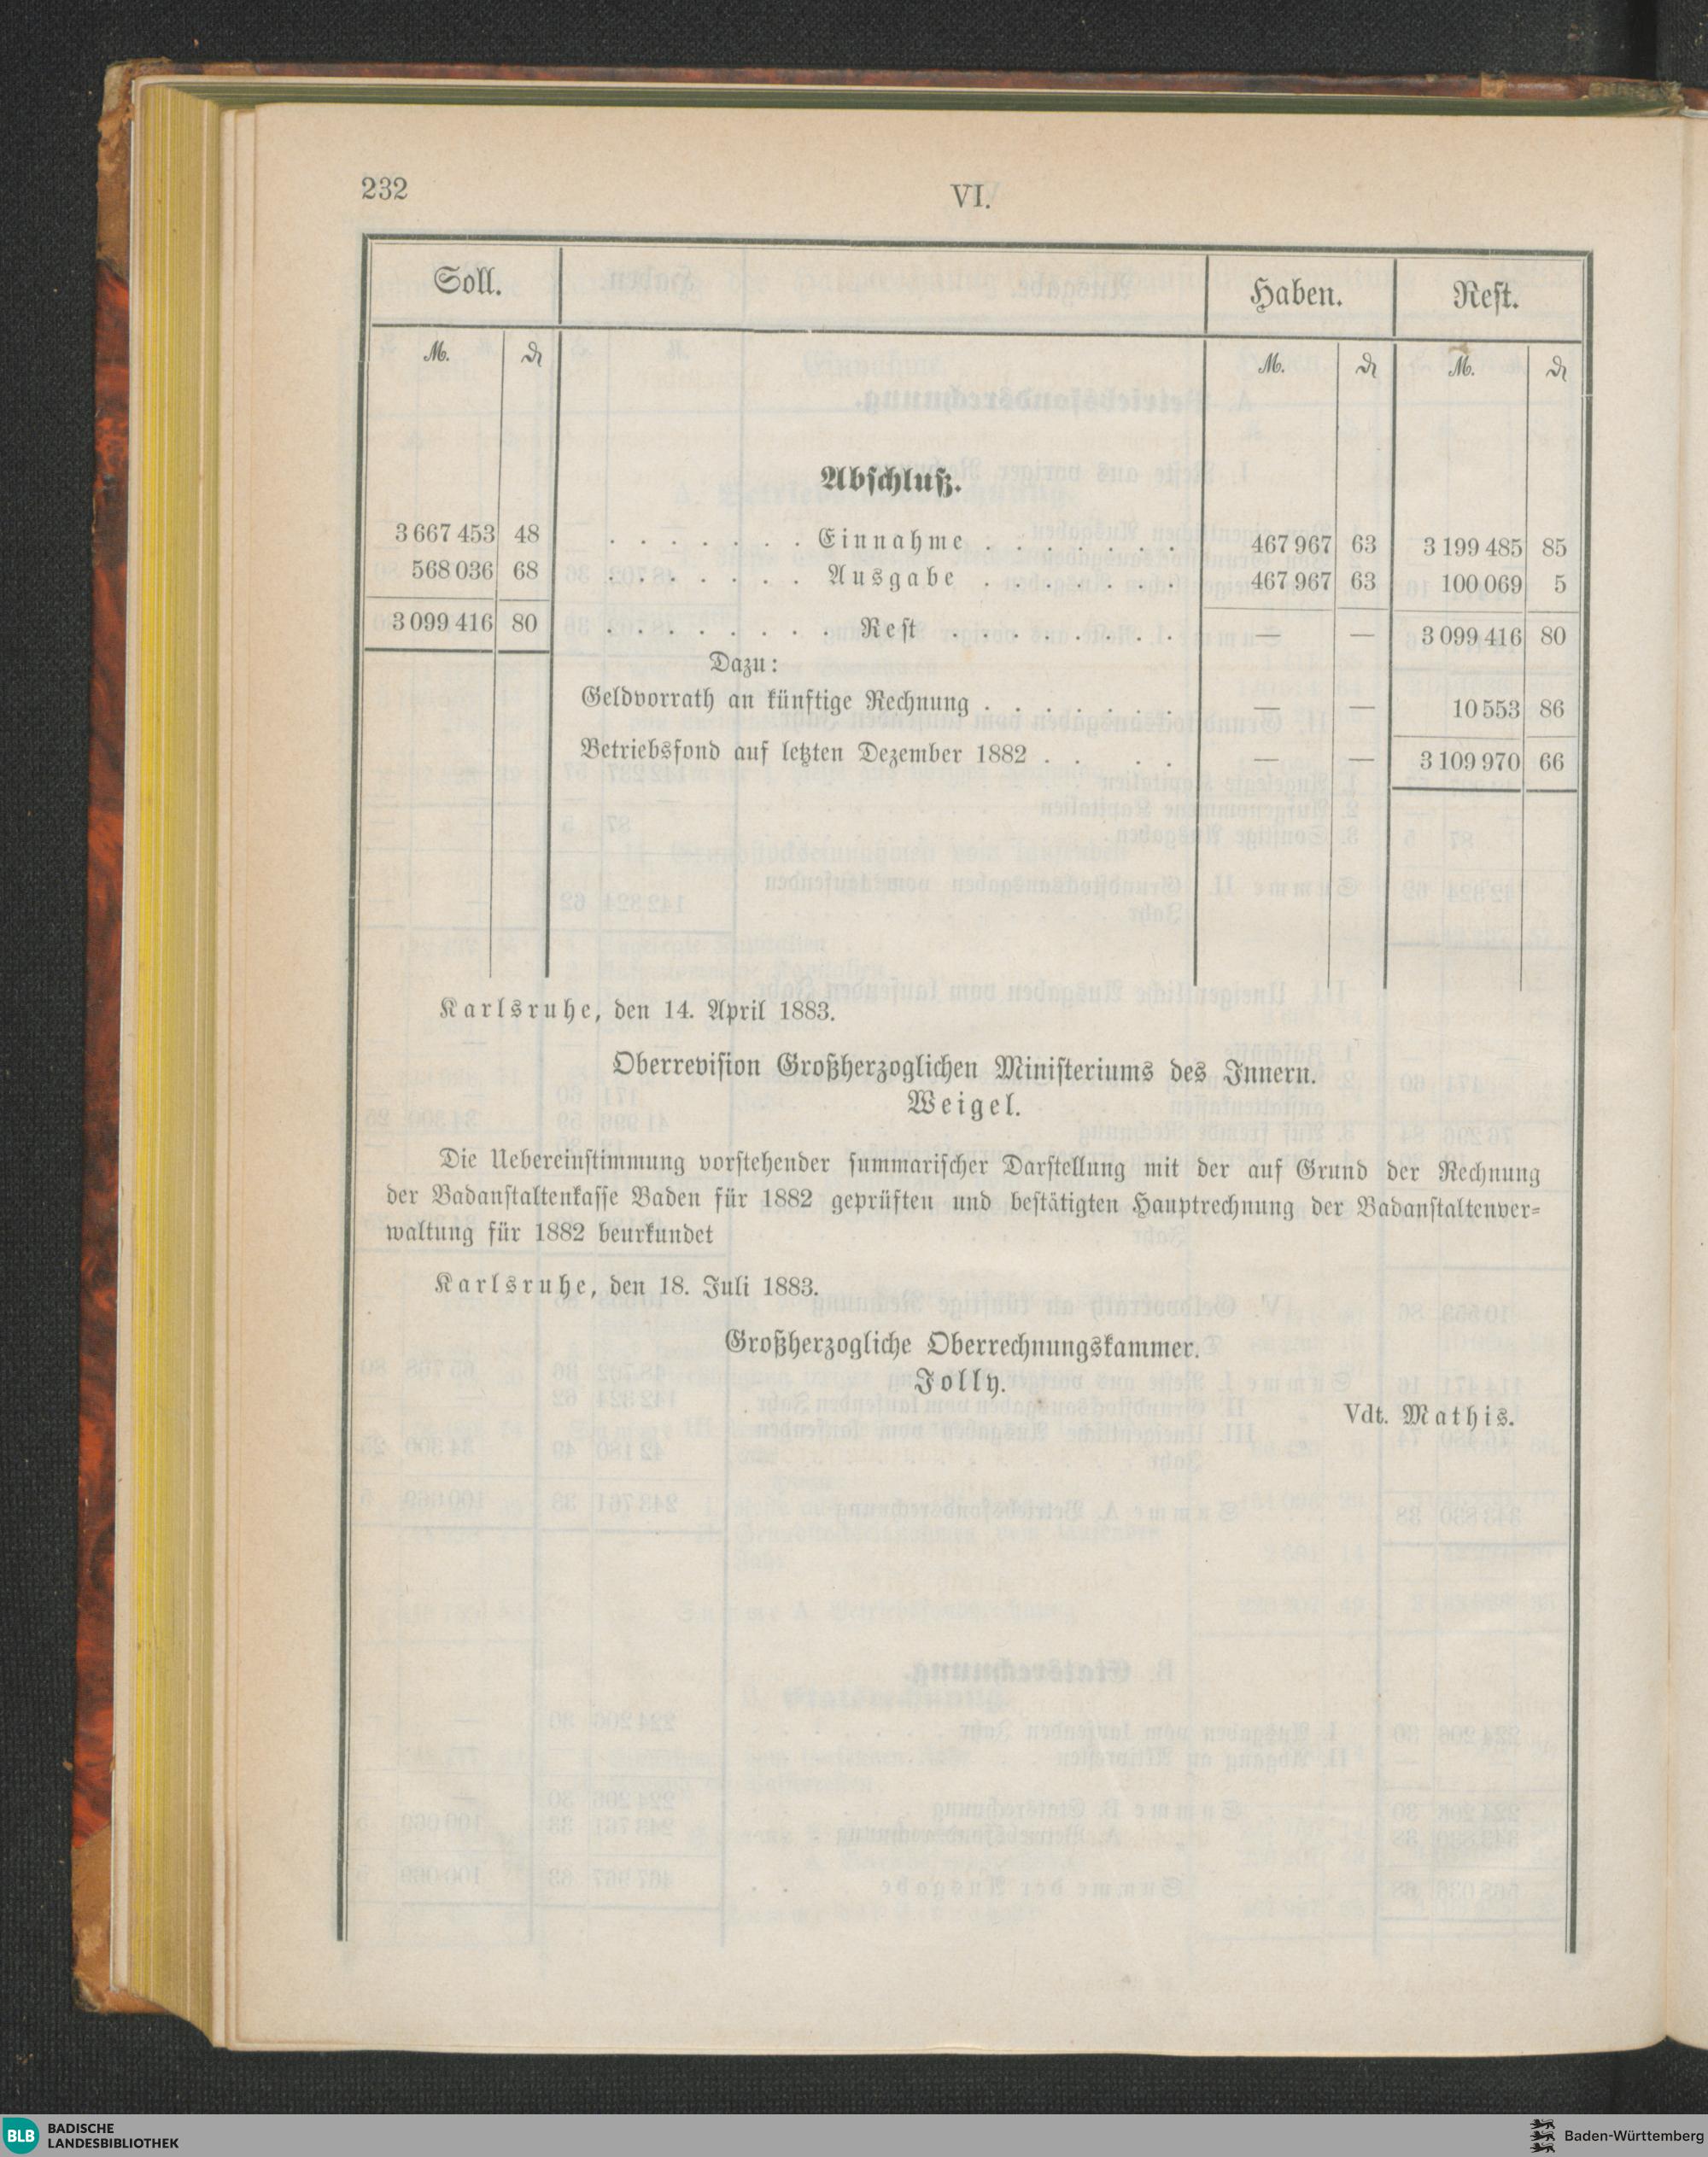 232
VI.
Soll. Haben. Rest.
M. ₰ M. ₰ M. ₰
Abschluß.
3 667 453 48 . . . . . . . Einnahme . . . . . . . 467 967 63 3 199 485 85
568 036 68 . . . . . . . Ausgabe . . . . . . . 467 967 63 100 069 5
3 099 416 80 . . . . . . . . Rest . . . . . . . . — — 3 099 416 80
Dazu:
Geldvorrath an künftige Rechnung . . . . . . . — — 10 553 86
Betriebsfond auf letzten Dezember 1882 . . . . — — 3 109 970 66
Karlsruhe, den 14. April 1883.
Oberrevision Großherzoglichen Ministeriums des Innern.
Weigel.
Die Uebereinstimmung vorstehender summarischer Darstellung mit der auf Grund der Rechnung
der Badanstaltenkasse Baden für 1882 geprüften und bestätigten Hauptrechnung der Badanstaltenver-
waltung für 1882 beurkundet
Karlsruhe, den 18. Juli 1883.
Großherzogliche Oberrechnungskammer.
Jolly.
Vdt. Mathis.
BLB BADISCHE
LANDESBIBLIOTHEK
Baden-Württemberg